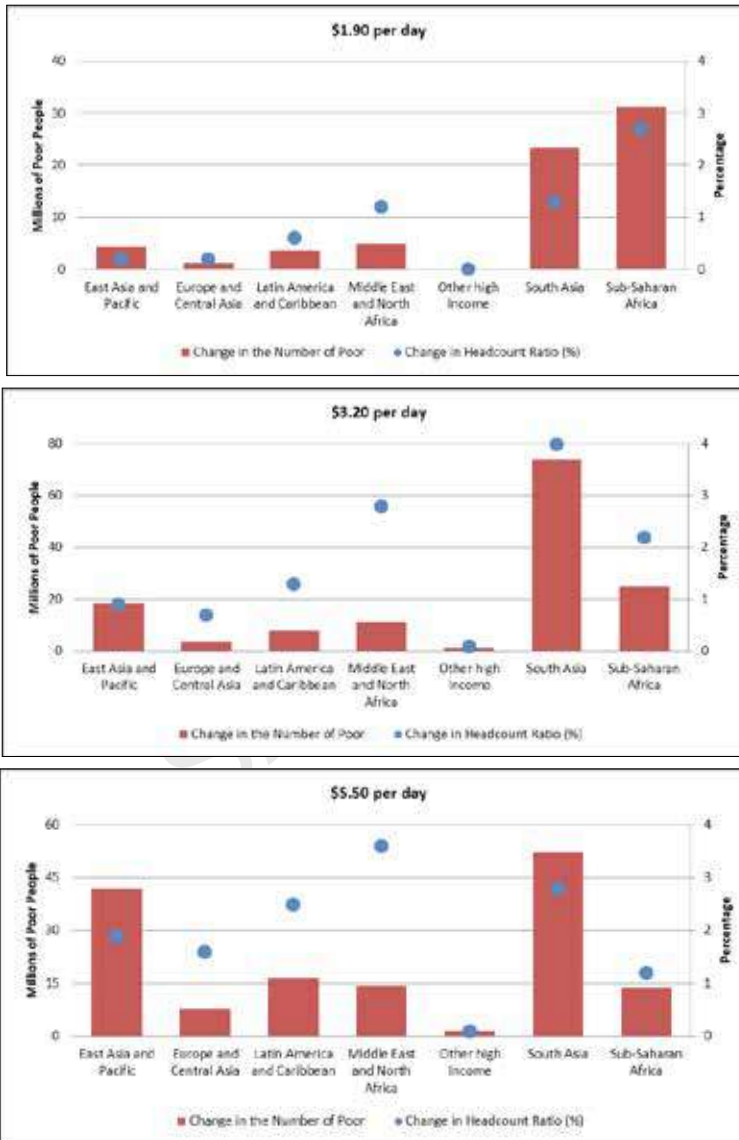 $1.90 per day
40
30
20
10
0
4
3
2
1
0
Millions of Poor People
Percentage
East Asia and Pacific
Europe and Central Asia
Latin America and Caribbean
Middle East and North Africa
Other high Income
South Asia
Sub-Saharan Africa
Change in the Number of Poor
Change in Headcount Ratio (%)
$3.20 per day
80
60
40
20
0
4
3
2
1
0
Millions of Poor People
Percentage
East Asia and Pacific
Europe and Central Asia
Latin America and Caribbean
Middle East and North Africa
Other high Income
South Asia
Sub-Saharan Africa
Change in the Number of Poor
Change in Headcount Ratio (%)
$5.50 per day
60
45
30
15
0
4
3
2
1
0
Millions of Poor People
Percentage
East Asia and Pacific
Europe and Central Asia
Latin America and Caribbean
Middle East and North Africa
Other high Income
South Asia
Sub-Saharan Africa
Change in the Number of Poor
Change in Headcount Ratio (%)